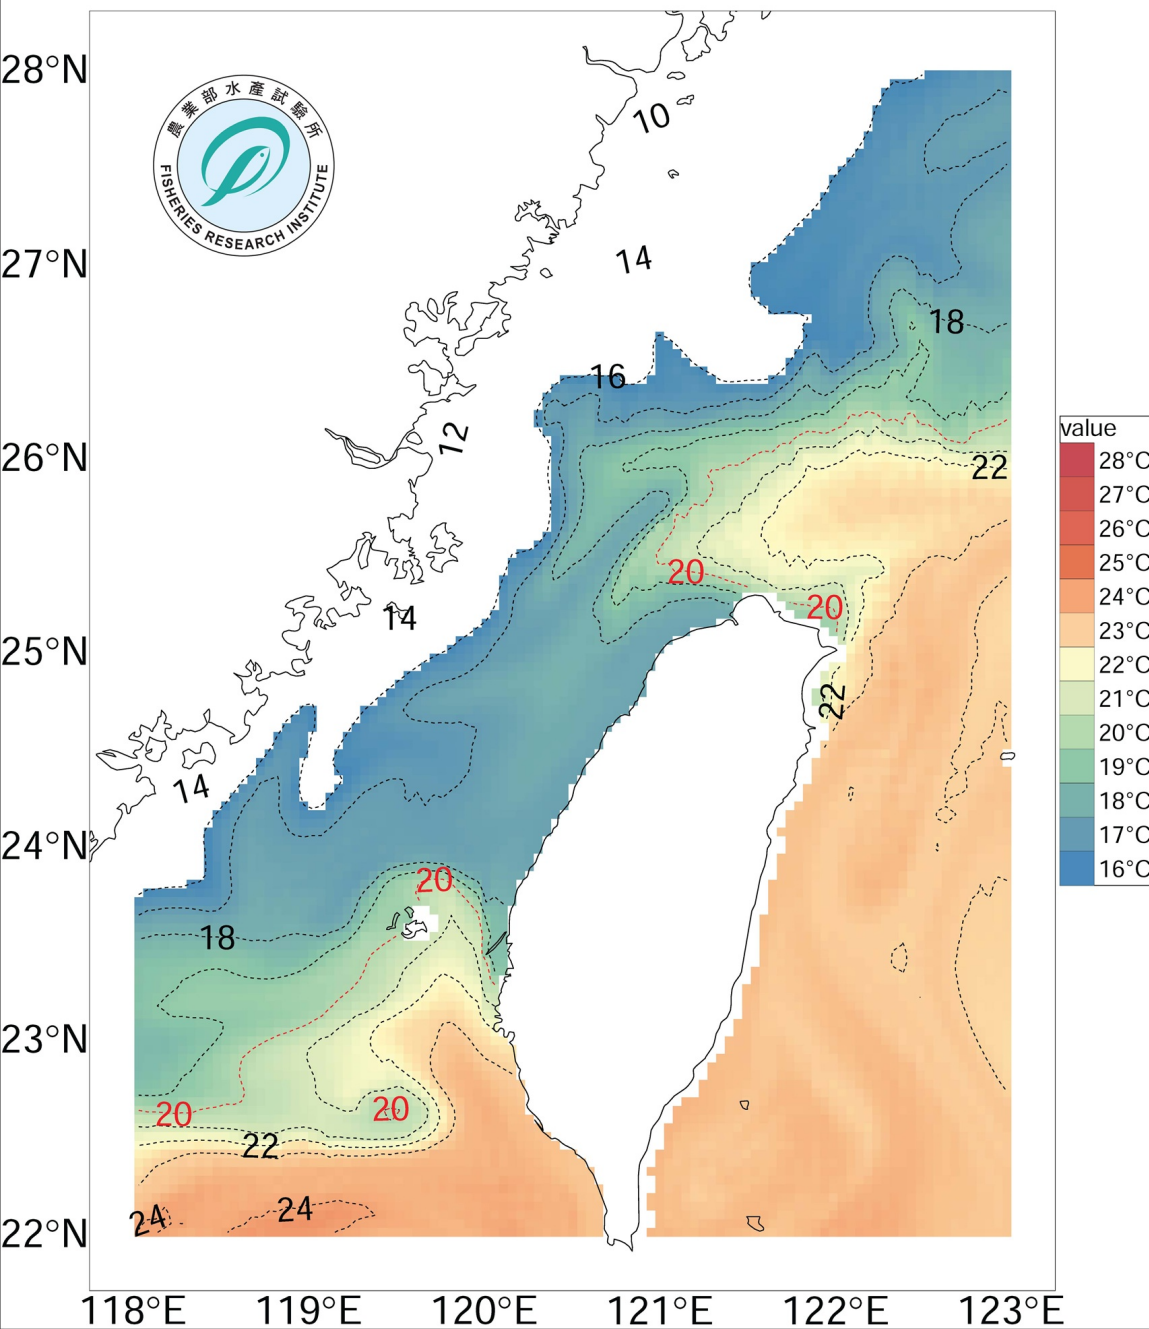 28°N
27°N
26°N
25°N
24°N
23°N
22°N
農業部水產試驗所
FISHERIES RESEARCH INSTITUTE
10
14
18
16
12
22
20
20
14
22
14
20
18
20
20
22
24
24
value
28°C
27°C
26°C
25°C
24°C
23°C
22°C
21°C
20°C
19°C
18°C
17°C
16°C
118°E
119°E
120°E
121°E
122°E
123°E